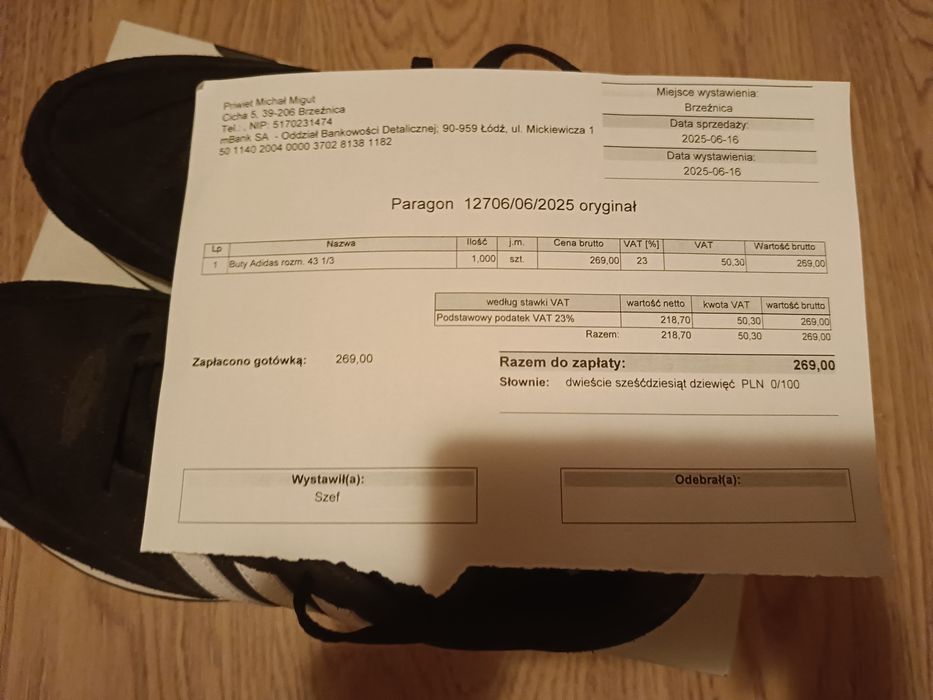 Priwiet Michał Migut
Cicha 5, 39-206 Brzeźnica
Tel.: , NIP: 5170231474
mBank SA - Oddział Bankowości Detalicznej; 90-959 Łódź, ul. Mickiewicza 1
50 1140 2004 0000 3702 8138 1182
Miejsce wystawienia:
Brzeźnica
Data sprzedaży:
2025-06-16
Data wystawienia:
2025-06-16
Paragon 12706/06/2025 oryginał
Lp Nazwa Ilość j.m. Cena brutto VAT [%] VAT Wartość brutto
1 Buty Adidas rozm. 43 1/3 1,000 szt. 269,00 23 50,30 269,00
według stawki VAT wartość netto kwota VAT wartość brutto
Podstawowy podatek VAT 23% 218,70 50,30 269,00
Razem: 218,70 50,30 269,00
Zapłacono gotówką: 269,00
Razem do zapłaty: 269,00
Słownie: dwieście sześćdziesiąt dziewięć PLN 0/100
Wystawił(a):
Szef
Odebrał(a):